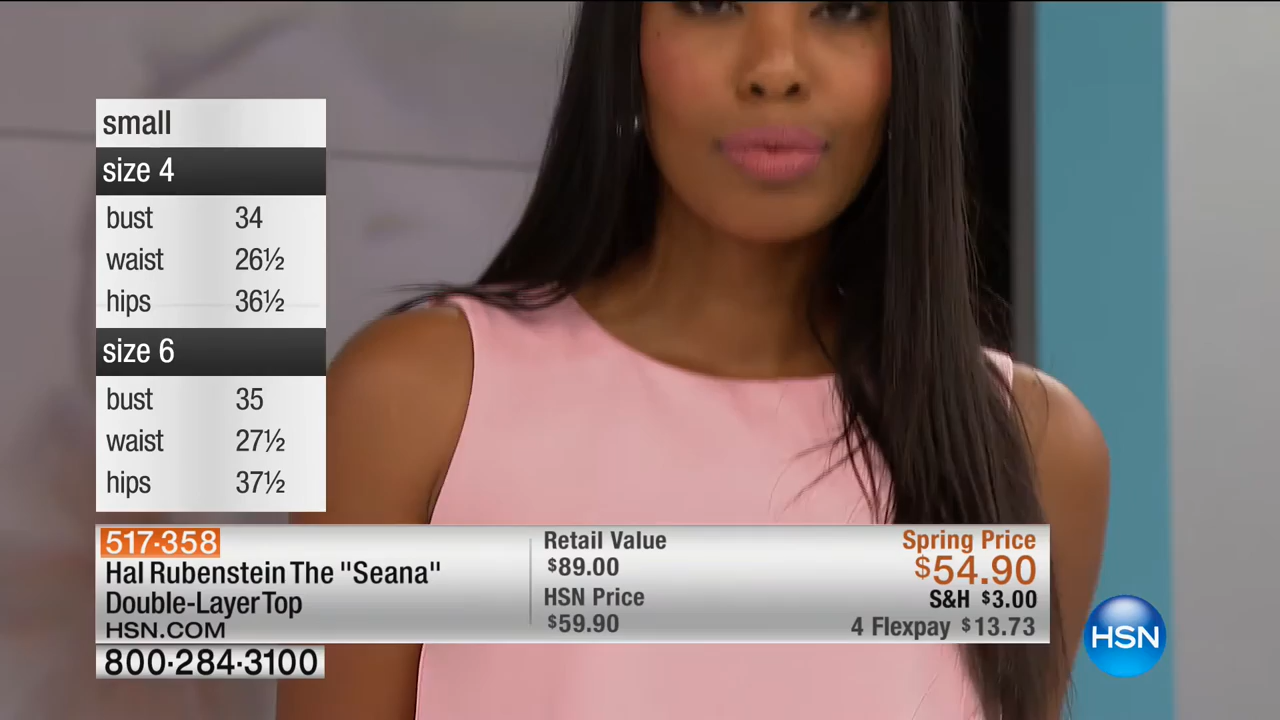 small
size 4
bust 34
waist 26½
hips 36½
size 6
bust 35
waist 27½
hips 37½
517-358
Hal Rubenstein The "Seana"
Double-Layer Top
HSN.COM
800·284·3100
Retail Value
$89.00
HSN Price
$59.90
Spring Price
$54.90
S&H $3.00
4 Flexpay $13.73
HSN